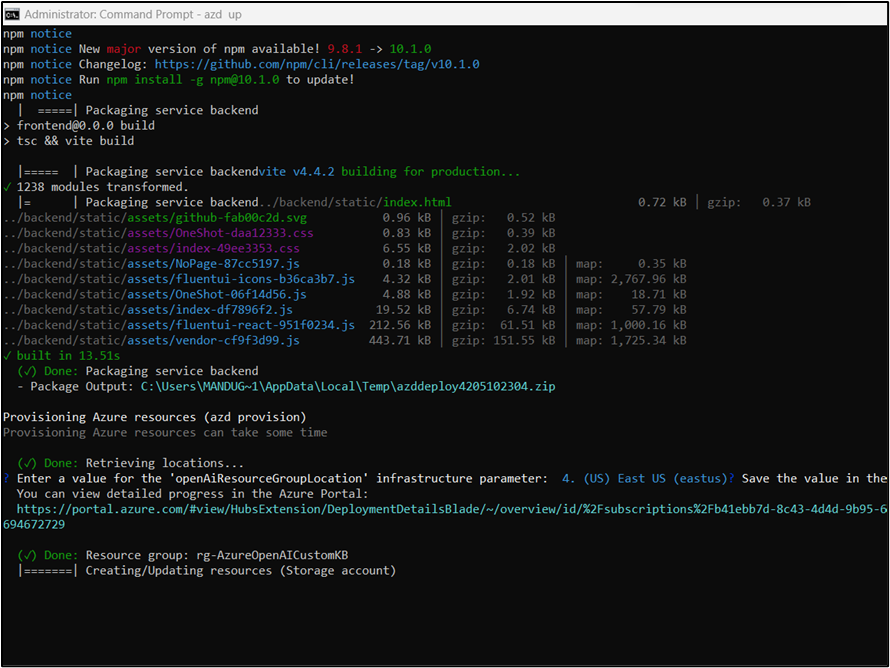 Administrator: Command Prompt - azd up
npm notice
npm notice New major version of npm available! 9.8.1 -> 10.1.0
npm notice Changelog: https://github.com/npm/cli/releases/tag/v10.1.0
npm notice Run npm install -g npm@10.1.0 to update!
npm notice
|  =====| Packaging service backend
> frontend@0.0.0 build
> tsc && vite build
|=====  | Packaging service backendvite v4.4.2 building for production...
✓ 1238 modules transformed.
|=      | Packaging service backend../backend/static/index.html 0.72 kB │ gzip: 0.37 kB
../backend/static/assets/github-fab00c2d.svg 0.96 kB │ gzip: 0.52 kB
../backend/static/assets/OneShot-daa12333.css 0.83 kB │ gzip: 0.39 kB
../backend/static/assets/index-49ee3353.css 6.55 kB │ gzip: 2.02 kB
../backend/static/assets/NoPage-87cc5197.js 0.18 kB │ gzip: 0.18 kB │ map: 0.35 kB
../backend/static/assets/fluentui-icons-b36ca3b7.js 4.32 kB │ gzip: 2.01 kB │ map: 2,767.96 kB
../backend/static/assets/OneShot-06f14d56.js 4.88 kB │ gzip: 1.92 kB │ map: 18.71 kB
../backend/static/assets/index-df7896f2.js 19.52 kB │ gzip: 6.74 kB │ map: 57.79 kB
../backend/static/assets/fluentui-react-951f0234.js 212.56 kB │ gzip: 61.51 kB │ map: 1,000.16 kB
../backend/static/assets/vendor-cf9f3d99.js 443.71 kB │ gzip: 151.55 kB │ map: 1,725.34 kB
✓ built in 13.51s
(✓) Done: Packaging service backend
- Package Output: C:\Users\MANDUG~1\AppData\Local\Temp\azddeploy4205102304.zip
Provisioning Azure resources (azd provision)
Provisioning Azure resources can take some time
(✓) Done: Retrieving locations...
? Enter a value for the 'openAiResourceGroupLocation' infrastructure parameter:  4. (US) East US (eastus)? Save the value in the
You can view detailed progress in the Azure Portal:
https://portal.azure.com/#view/HubsExtension/DeploymentDetailsBlade/~/overview/id/%2Fsubscriptions%2Fb41ebb7d-8c43-4d4d-9b95-6
694672729
(✓) Done: Resource group: rg-AzureOpenAICustomKB
|=======| Creating/Updating resources (Storage account)